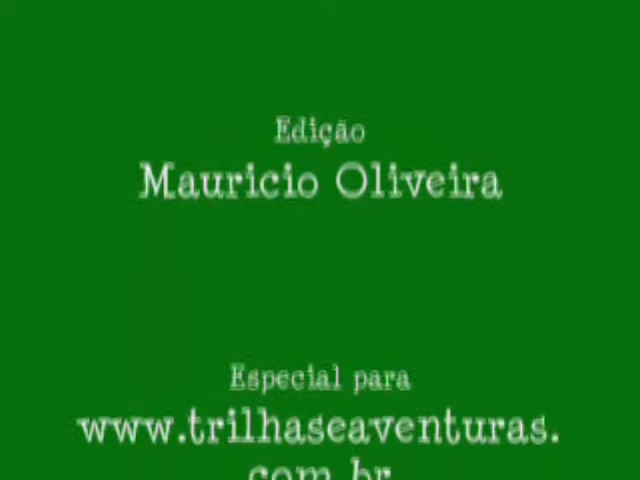 Edição
Mauricio Oliveira
Especial para
www.trilhaseaventuras.
com.br